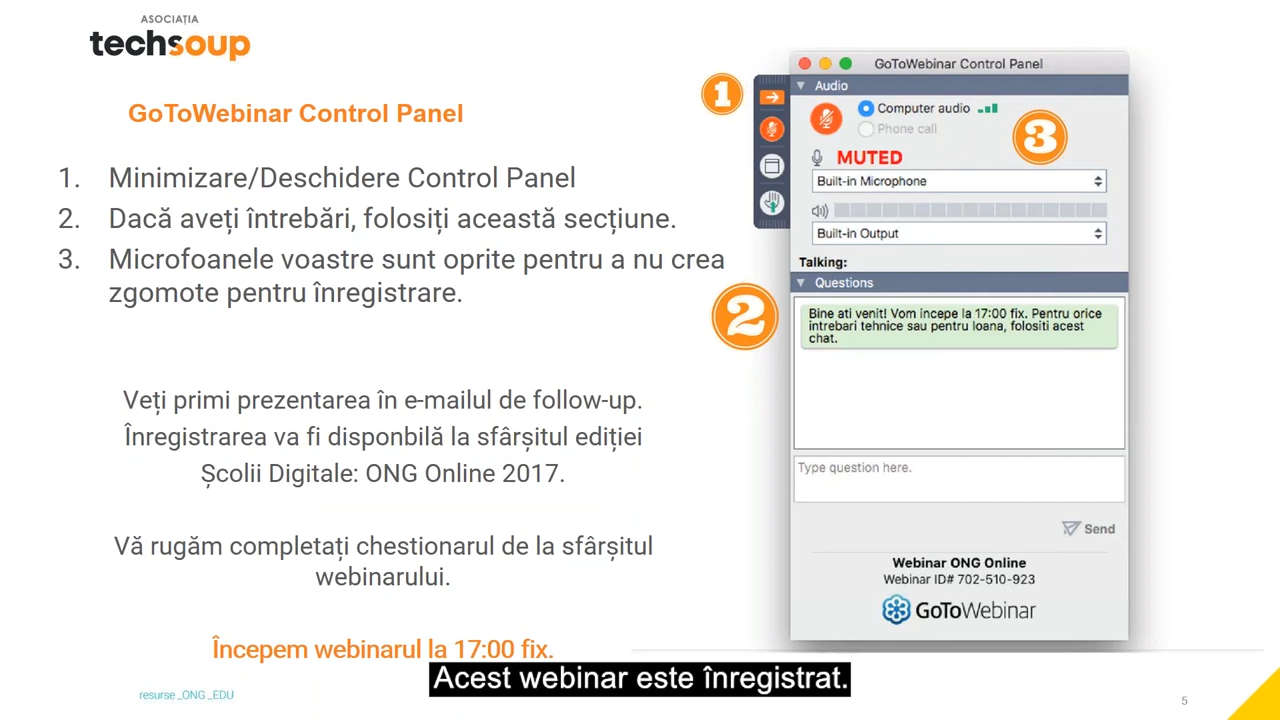 ASOCIAȚIA
techsoup
GoToWebinar Control Panel
1. Minimizare/Deschidere Control Panel
2. Dacă aveți întrebări, folosiți această secțiune.
3. Microfoanele voastre sunt oprite pentru a nu crea
zgomote pentru înregistrare.
Veți primi prezentarea în e-mailul de follow-up.
Înregistrarea va fi disponbilă la sfârșitul ediției
Școlii Digitale: ONG Online 2017.
Vă rugăm completați chestionarul de la sfârșitul
webinarului.
Începem webinarul la 17:00 fix.
1
2
3
GoToWebinar Control Panel
Audio
Computer audio
Phone call
MUTED
Built-in Microphone
Built-in Output
Talking:
Questions
Bine ati venit! Vom incepe la 17:00 fix. Pentru orice
intrebari tehnice sau pentru Ioana, folositi acest
chat.
Type question here.
Send
Webinar ONG Online
Webinar ID# 702-510-923
GoToWebinar
Acest webinar este înregistrat.
resurse _ONG _EDU
5